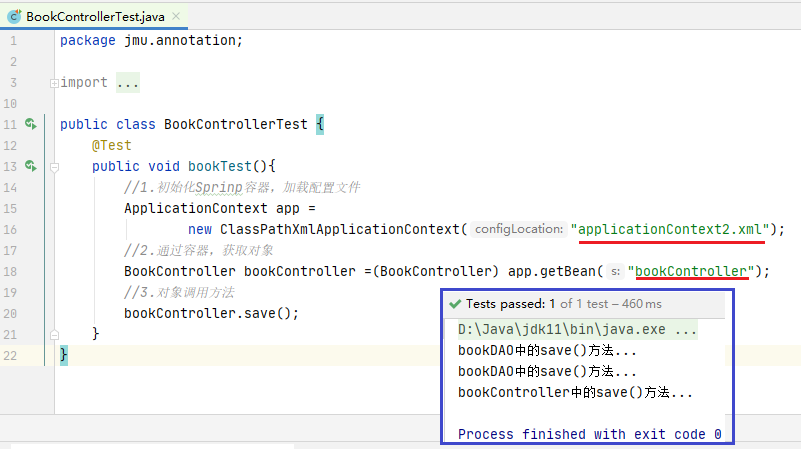 BookControllerTest.java
1 package jmu.annotation;
2
3 import ...
10
11 public class BookControllerTest {
12 @Test
13 public void bookTest(){
14 //1.初始化Sprinp容器，加载配置文件
15 ApplicationContext app =
16 new ClassPathXmlApplicationContext( configLocation: "applicationContext2.xml");
17 //2.通过容器，获取对象
18 BookController bookController =(BookController) app.getBean( s: "bookController");
19 //3.对象调用方法
20 bookController.save();
21 }
22 }
Tests passed: 1 of 1 test – 460 ms
D:\Java\jdk11\bin\java.exe ...
bookDAO中的save()方法...
bookDAO中的save()方法...
bookController中的save()方法...
Process finished with exit code 0